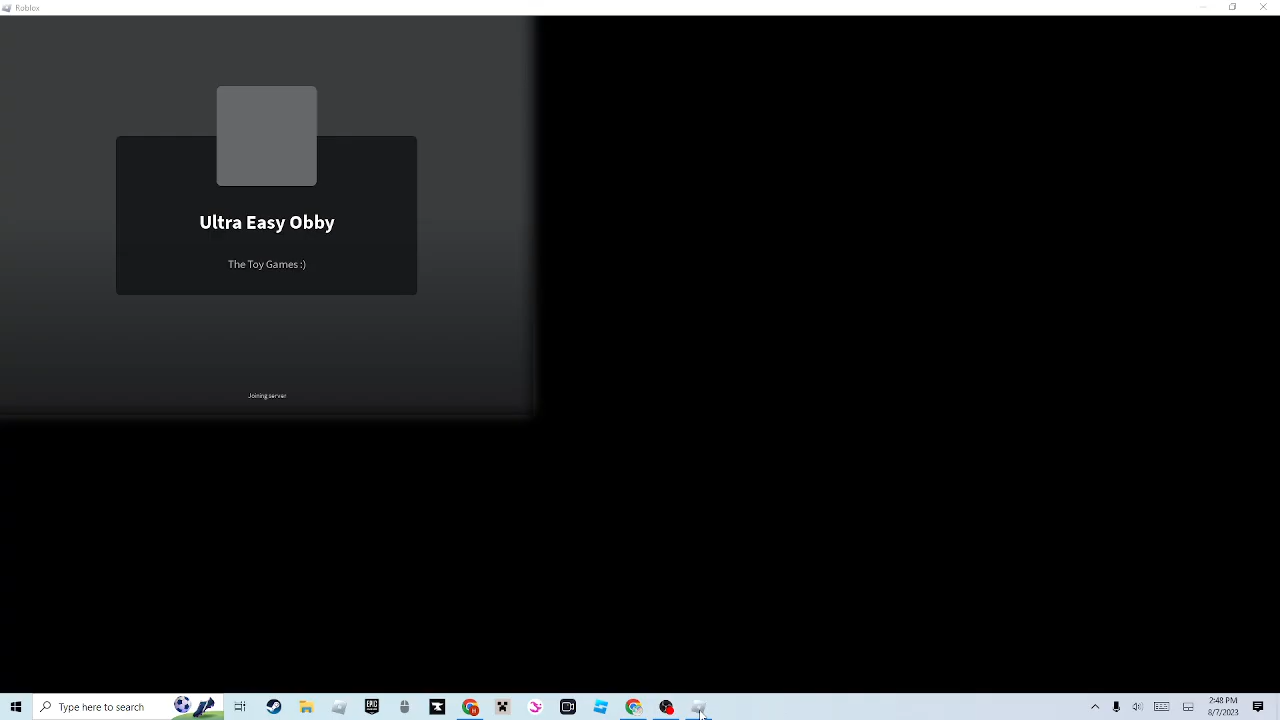 Roblox
Ultra Easy Obby
The Toy Games :)
Joining server
EPIC
Type here to search
2:48 PM
8/7/2023